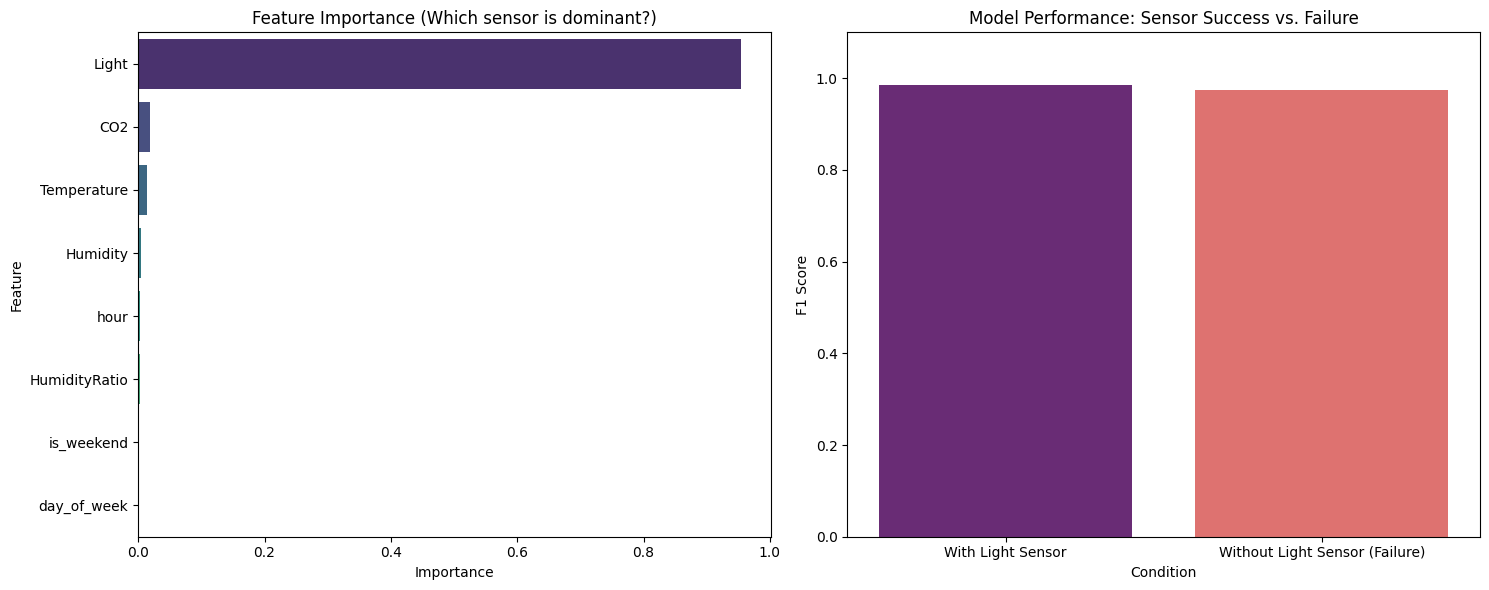 Feature Importance (Which sensor is dominant?)
Feature
Light
CO2
Temperature
Humidity
hour
HumidityRatio
is_weekend
day_of_week
0.0 0.2 0.4 0.6 0.8 1.0
Importance
Model Performance: Sensor Success vs. Failure
F1 Score
1.0
0.8
0.6
0.4
0.2
0.0
With Light Sensor Without Light Sensor (Failure)
Condition